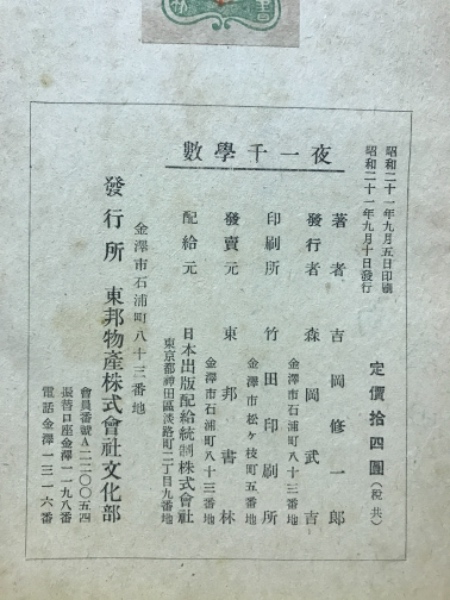 數學千一夜
昭和二十一年九月五日印刷
昭和二十一年九月十日發行
定價拾四圓(税共)
著者 吉岡修一郎
發行者 森岡武吉
金澤市石浦町八十三番地
印刷所 竹田印刷所
金澤市松ヶ枝町五番地
發賣元 東邦書林
金澤市石浦町八十三番地
配給元 日本出版配給統制株式會社
東京都神田區淡路町二丁目九番地
金澤市石浦町八十三番地
發行所 東邦物產株式會社文化部
會員番號A二二〇〇五四
振替口座金澤一一九八番
電話金澤一三一六番